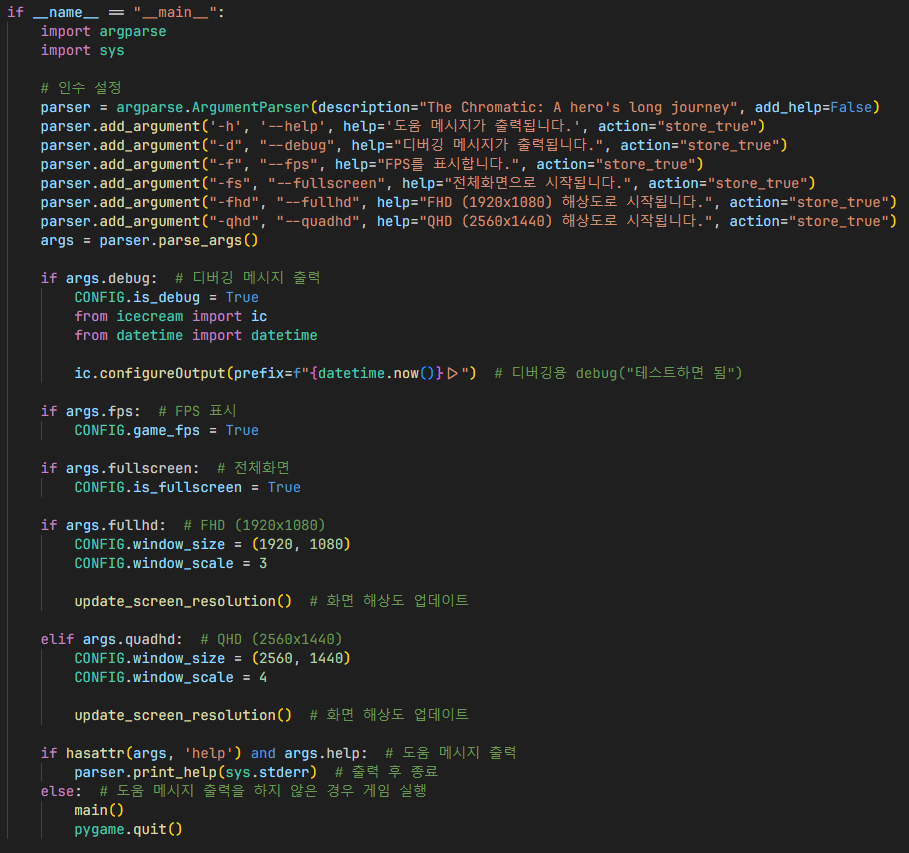 if __name__ == "__main__":
    import argparse
    import sys

    # 인수 설정
    parser = argparse.ArgumentParser(description="The Chromatic: A hero's long journey", add_help=False)
    parser.add_argument('-h', '--help', help='도움 메시지가 출력됩니다.', action="store_true")
    parser.add_argument("-d", "--debug", help="디버깅 메시지가 출력됩니다.", action="store_true")
    parser.add_argument("-f", "--fps", help="FPS를 표시합니다.", action="store_true")
    parser.add_argument("-fs", "--fullscreen", help="전체화면으로 시작됩니다.", action="store_true")
    parser.add_argument("-fhd", "--fullhd", help="FHD (1920x1080) 해상도로 시작됩니다.", action="store_true")
    parser.add_argument("-qhd", "--quadhd", help="QHD (2560x1440) 해상도로 시작됩니다.", action="store_true")
    args = parser.parse_args()

    if args.debug:  # 디버깅 메시지 출력
        CONFIG.is_debug = True
        from icecream import ic
        from datetime import datetime

        ic.configureOutput(prefix=f"{datetime.now()}▷")  # 디버깅용 debug("테스트하면 됨")

    if args.fps:  # FPS 표시
        CONFIG.game_fps = True

    if args.fullscreen:  # 전체화면
        CONFIG.is_fullscreen = True

    if args.fullhd:  # FHD (1920x1080)
        CONFIG.window_size = (1920, 1080)
        CONFIG.window_scale = 3

        update_screen_resolution()  # 화면 해상도 업데이트

    elif args.quadhd:  # QHD (2560x1440)
        CONFIG.window_size = (2560, 1440)
        CONFIG.window_scale = 4

        update_screen_resolution()  # 화면 해상도 업데이트

    if hasattr(args, 'help') and args.help:  # 도움 메시지 출력
        parser.print_help(sys.stderr)  # 출력 후 종료
    else:  # 도움 메시지 출력을 하지 않은 경우 게임 실행
        main()
        pygame.quit()